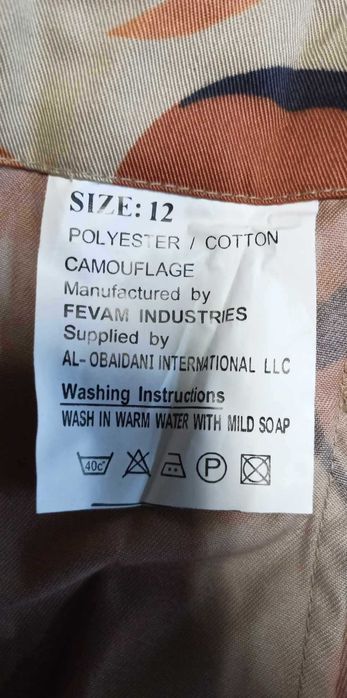 SIZE: 12
POLYESTER / COTTON
CAMOUFLAGE
Manufactured by
FEVAM INDUSTRIES
Supplied by
AL-OBAIDANI INTERNATIONAL LLC
Washing Instructions
WASH IN WARM WATER WITH MILD SOAP
40c° P